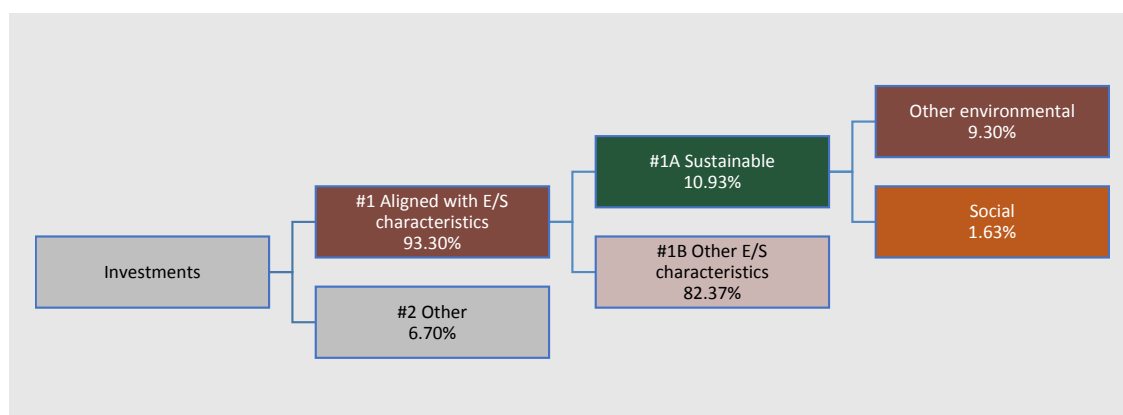 Investments
#1 Aligned with E/S
characteristics
93.30%
#2 Other
6.70%
#1A Sustainable
10.93%
#1B Other E/S
characteristics
82.37%
Other environmental
9.30%
Social
1.63%